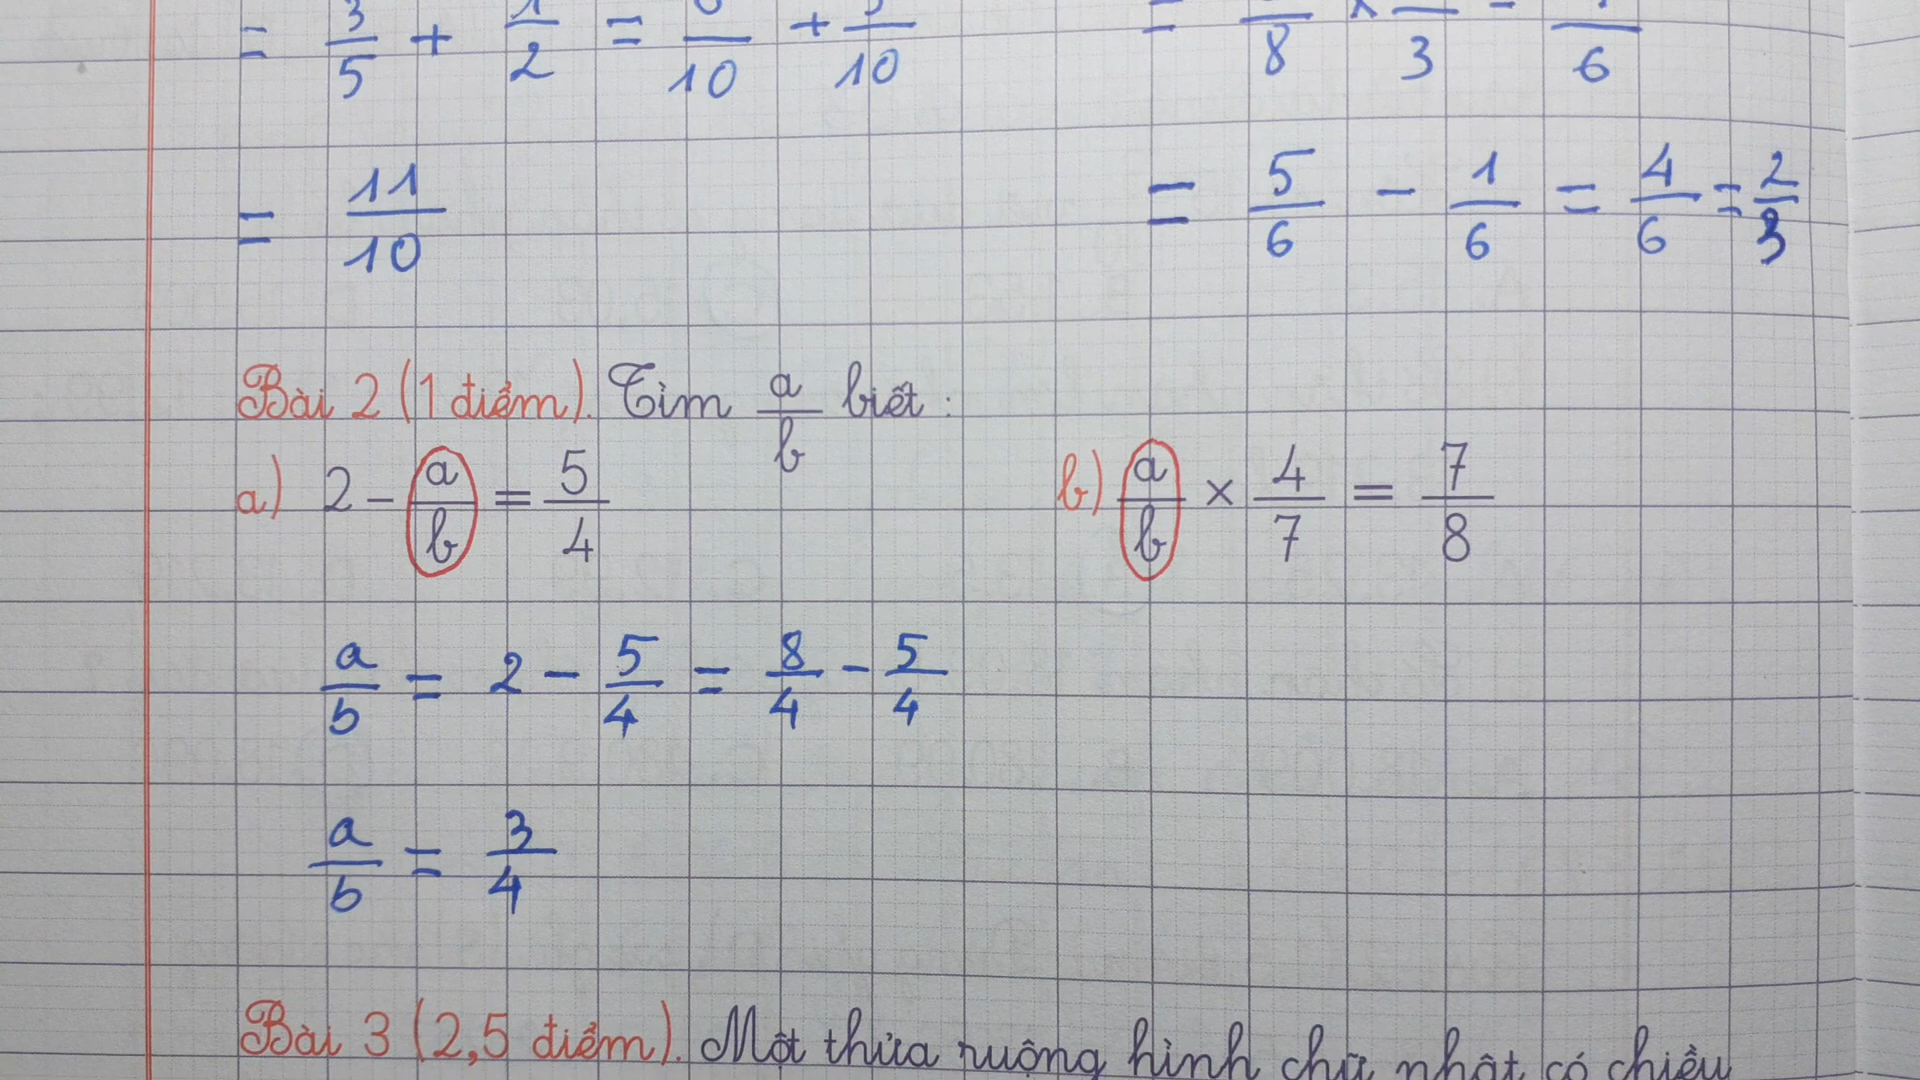 = 3/5 + 1/2 = /10 + /10
= /8 × /3 - /6
= 11/10
= 5/6 - 1/6 = 4/6 = 2/3
Bài 2 (1 điểm). Tìm a/b biết :
a) 2 - a/b = 5/4
b) a/b × 4/7 = 7/8
a/b = 2 - 5/4 = 8/4 - 5/4
a/b = 3/4
Bài 3 (2,5 điểm). Một thửa ruộng hình chữ nhật có chiều